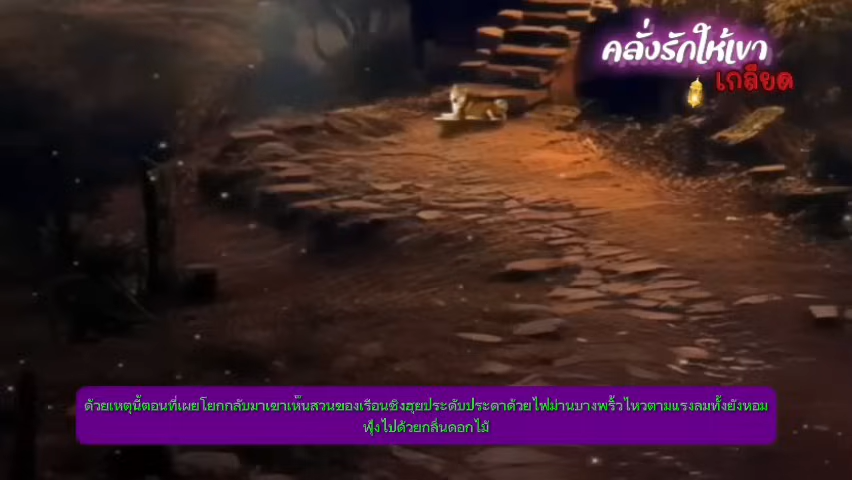 คลั่งรักให้เขา
เกลียด
ด้วยเหตุนี้ตอนที่เผยโยกกลับมาเขาเห็นสวนของเรือนชิงฮุยประดับประดาด้วยไฟม่านบางพริ้วไหวตามแรงลมทั้งยังหอม
ฟุ้งไปด้วยกลิ่นดอกไม้